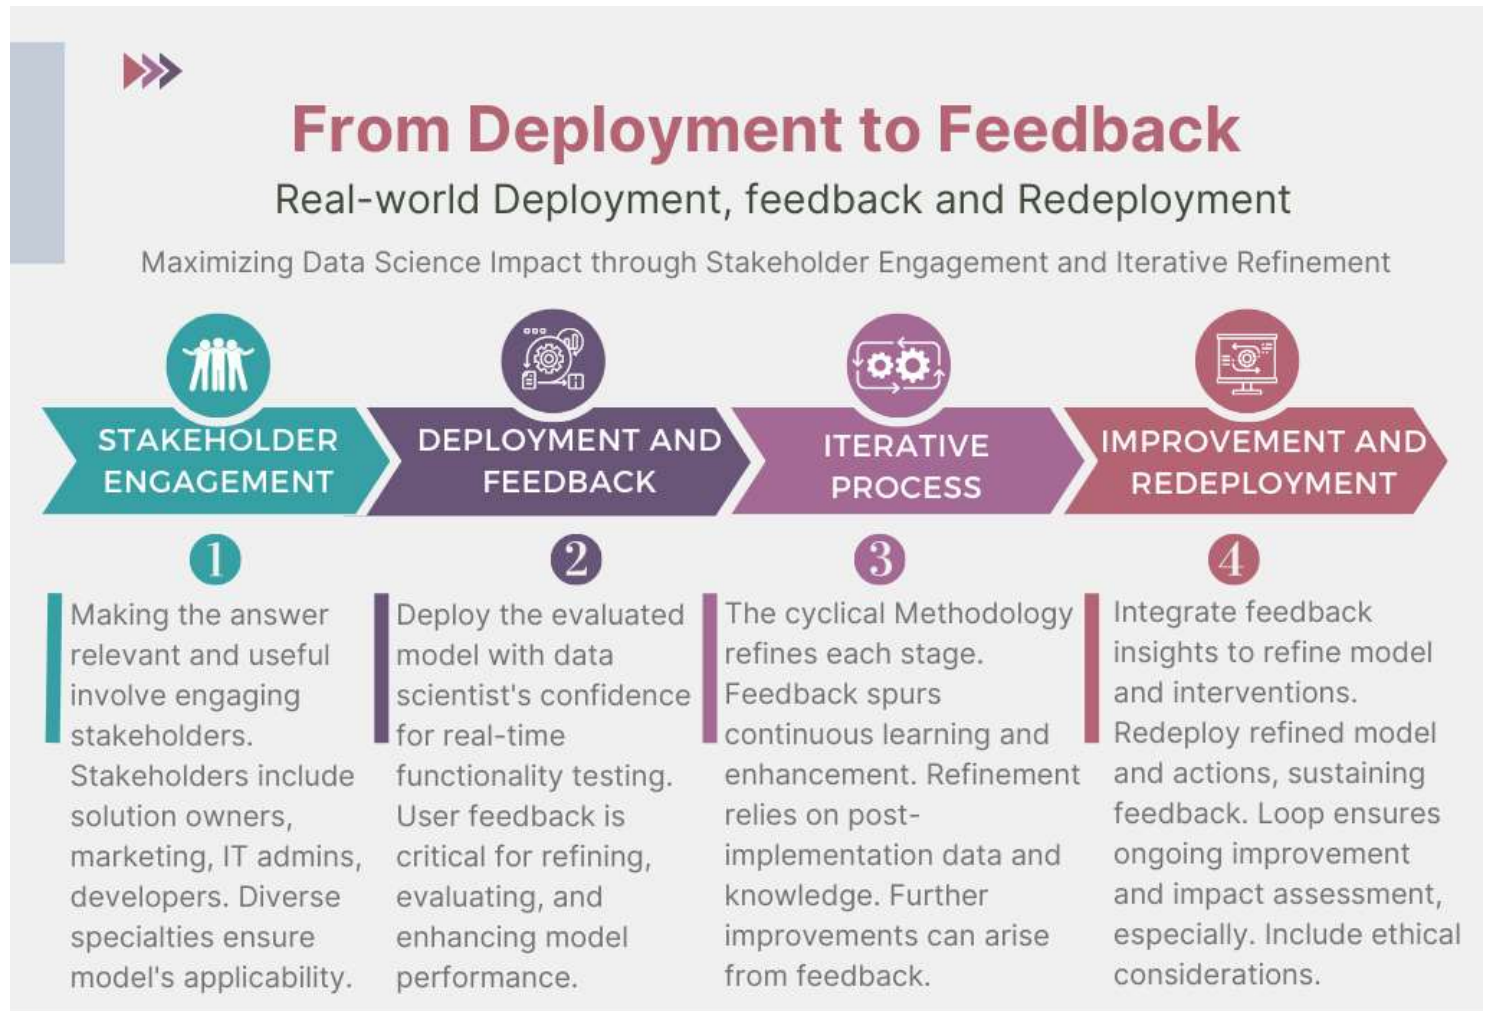 From Deployment to Feedback
Real-world Deployment, feedback and Redeployment
Maximizing Data Science Impact through Stakeholder Engagement and Iterative Refinement
STAKEHOLDER
ENGAGEMENT
DEPLOYMENT AND
FEEDBACK
ITERATIVE
PROCESS
IMPROVEMENT AND
REDEPLOYMENT
1
Making the answer
relevant and useful
involve engaging
stakeholders.
Stakeholders include
solution owners,
marketing, IT admins,
developers. Diverse
specialties ensure
model's applicability.
2
Deploy the evaluated
model with data
scientist's confidence
for real-time
functionality testing.
User feedback is
critical for refining,
evaluating, and
enhancing model
performance.
3
The cyclical Methodology
refines each stage.
Feedback spurs
continuous learning and
enhancement. Refinement
relies on post-
implementation data and
knowledge. Further
improvements can arise
from feedback.
4
Integrate feedback
insights to refine model
and interventions.
Redeploy refined model
and actions, sustaining
feedback. Loop ensures
ongoing improvement
and impact assessment,
especially. Include ethical
considerations.